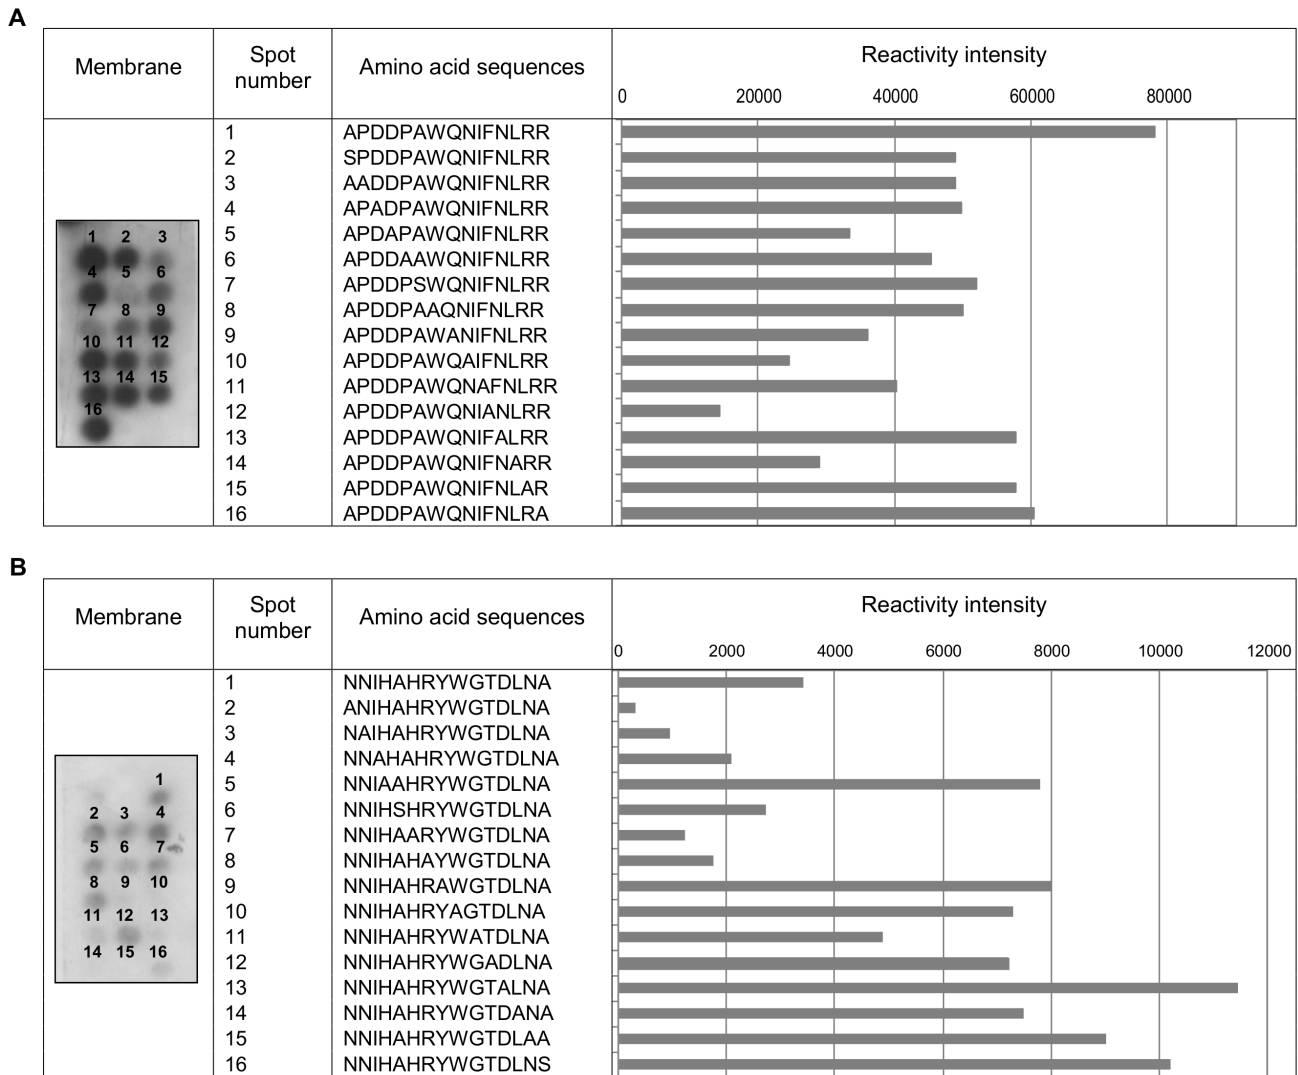 A
Membrane
Spot
number
Amino acid sequences
Reactivity intensity
0 20000 40000 60000 80000
1 APDDPAWQNIFNLRR
2 SPDDPAWQNIFNLRR
3 AADDPAWQNIFNLRR
4 APADPAWQNIFNLRR
5 APDAPAWQNIFNLRR
6 APDDAAWQNIFNLRR
7 APDDPSWQNIFNLRR
8 APDDPAAQNIFNLRR
9 APDDPAWANIFNLRR
10 APDDPAWQAIFNLRR
11 APDDPAWQNAFNLRR
12 APDDPAWQNIANLRR
13 APDDPAWQNIFALRR
14 APDDPAWQNIFNARR
15 APDDPAWQNIFNLAR
16 APDDPAWQNIFNLRA
1 2 3
4 5 6
7 8 9
10 11 12
13 14 15
16
B
Membrane
Spot
number
Amino acid sequences
Reactivity intensity
0 2000 4000 6000 8000 10000 12000
1 NNIHAHRYWGTDLNA
2 ANIHAHRYWGTDLNA
3 NAIHAHRYWGTDLNA
4 NNAHAHRYWGTDLNA
5 NNIAAHRYWGTDLNA
6 NNIHSHRYWGTDLNA
7 NNIHAARYWGTDLNA
8 NNIHAHAYWGTDLNA
9 NNIHAHRAWGTDLNA
10 NNIHAHRYAGTDLNA
11 NNIHAHRYWATDLNA
12 NNIHAHRYWGADLNA
13 NNIHAHRYWGTALNA
14 NNIHAHRYWGTDANA
15 NNIHAHRYWGTDLAA
16 NNIHAHRYWGTDLNS
1
2 3 4
5 6 7
8 9 10
11 12 13
14 15 16